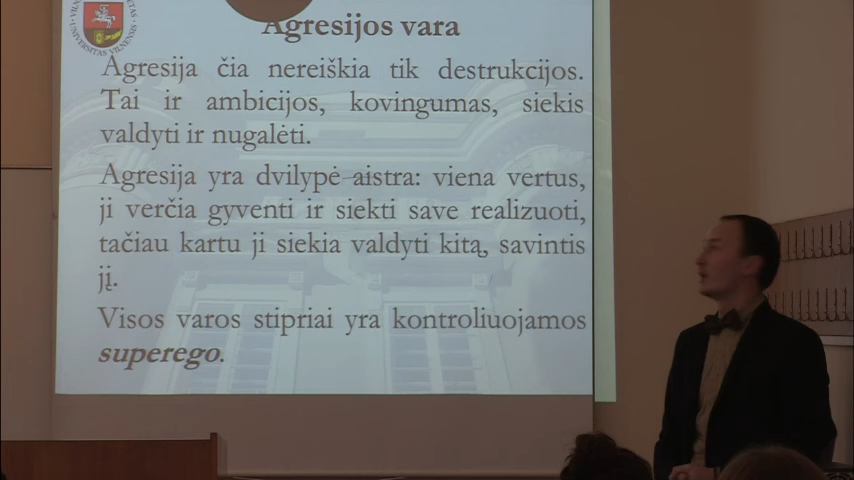 Agresijos vara
Agresija čia nereiškia tik destrukcijos.
Tai ir ambicijos, kovingumas, siekis
valdyti ir nugalėti.
Agresija yra dvilypė aistra: viena vertus,
ji verčia gyventi ir siekti save realizuoti,
tačiau kartu ji siekia valdyti kitą, savintis
jį.
Visos varos stipriai yra kontroliuojamos
superego.